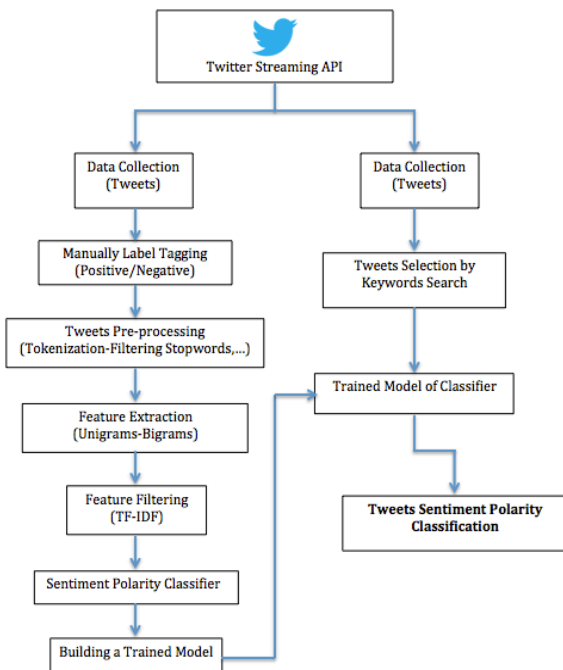 Twitter Streaming API
Data Collection
(Tweets)
Manually Label Tagging
(Positive/Negative)
Tweets Pre-processing
(Tokenization-Filtering Stopwords,...)
Feature Extraction
(Unigrams-Bigrams)
Feature Filtering
(TF-IDF)
Sentiment Polarity Classifier
Building a Trained Model
Data Collection
(Tweets)
Tweets Selection by
Keywords Search
Trained Model of Classifier
Tweets Sentiment Polarity
Classification